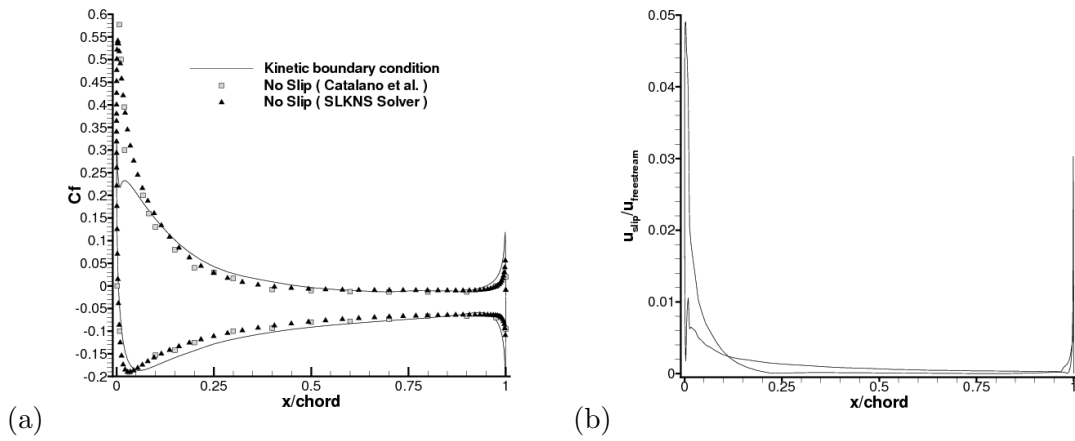 0.6
0.55
0.5
0.45
0.4
0.35
0.3
0.25
0.2
0.15
0.1
0.05
0
-0.05
-0.1
-0.15
-0.2
Cf
Kinetic boundary condition
No Slip ( Catalano et al. )
No Slip ( SLKNS Solver )
0 0.25 0.5 0.75 1
x/chord
(a)
0.05
0.04
0.03
0.02
0.01
0
u_slip/u_freestream
0 0.25 0.5 0.75 1
x/chord
(b)